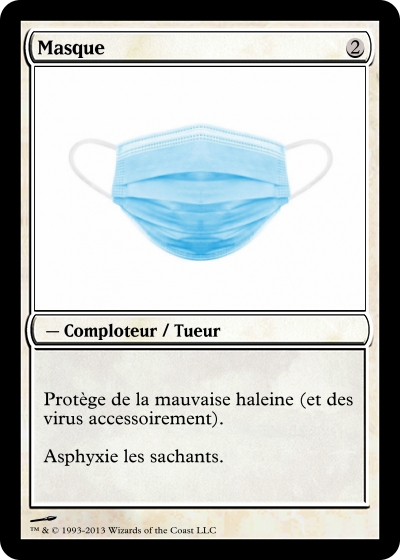 Masque 2
— Comploteur / Tueur
Protège de la mauvaise haleine (et des
virus accessoirement).
Asphyxie les sachants.
™ & © 1993-2013 Wizards of the Coast LLC